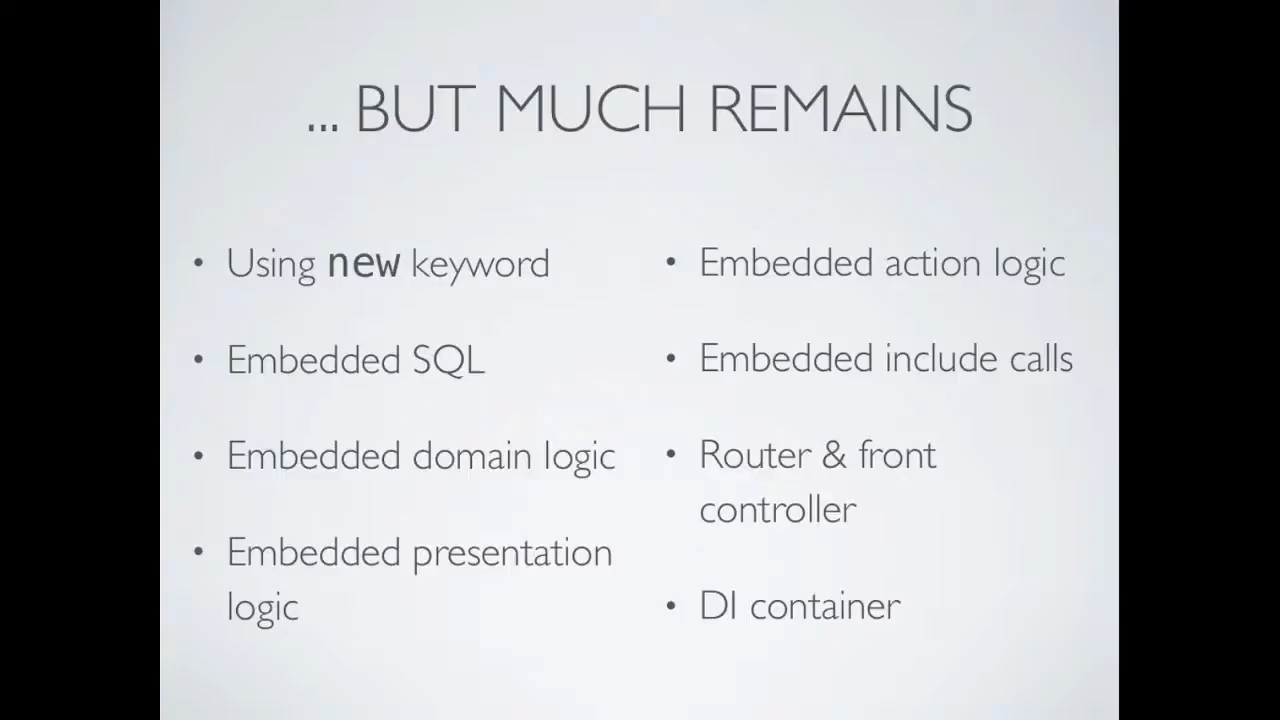 ... BUT MUCH REMAINS
• Using new keyword
• Embedded SQL
• Embedded domain logic
• Embedded presentation
logic
• Embedded action logic
• Embedded include calls
• Router & front
controller
• DI container